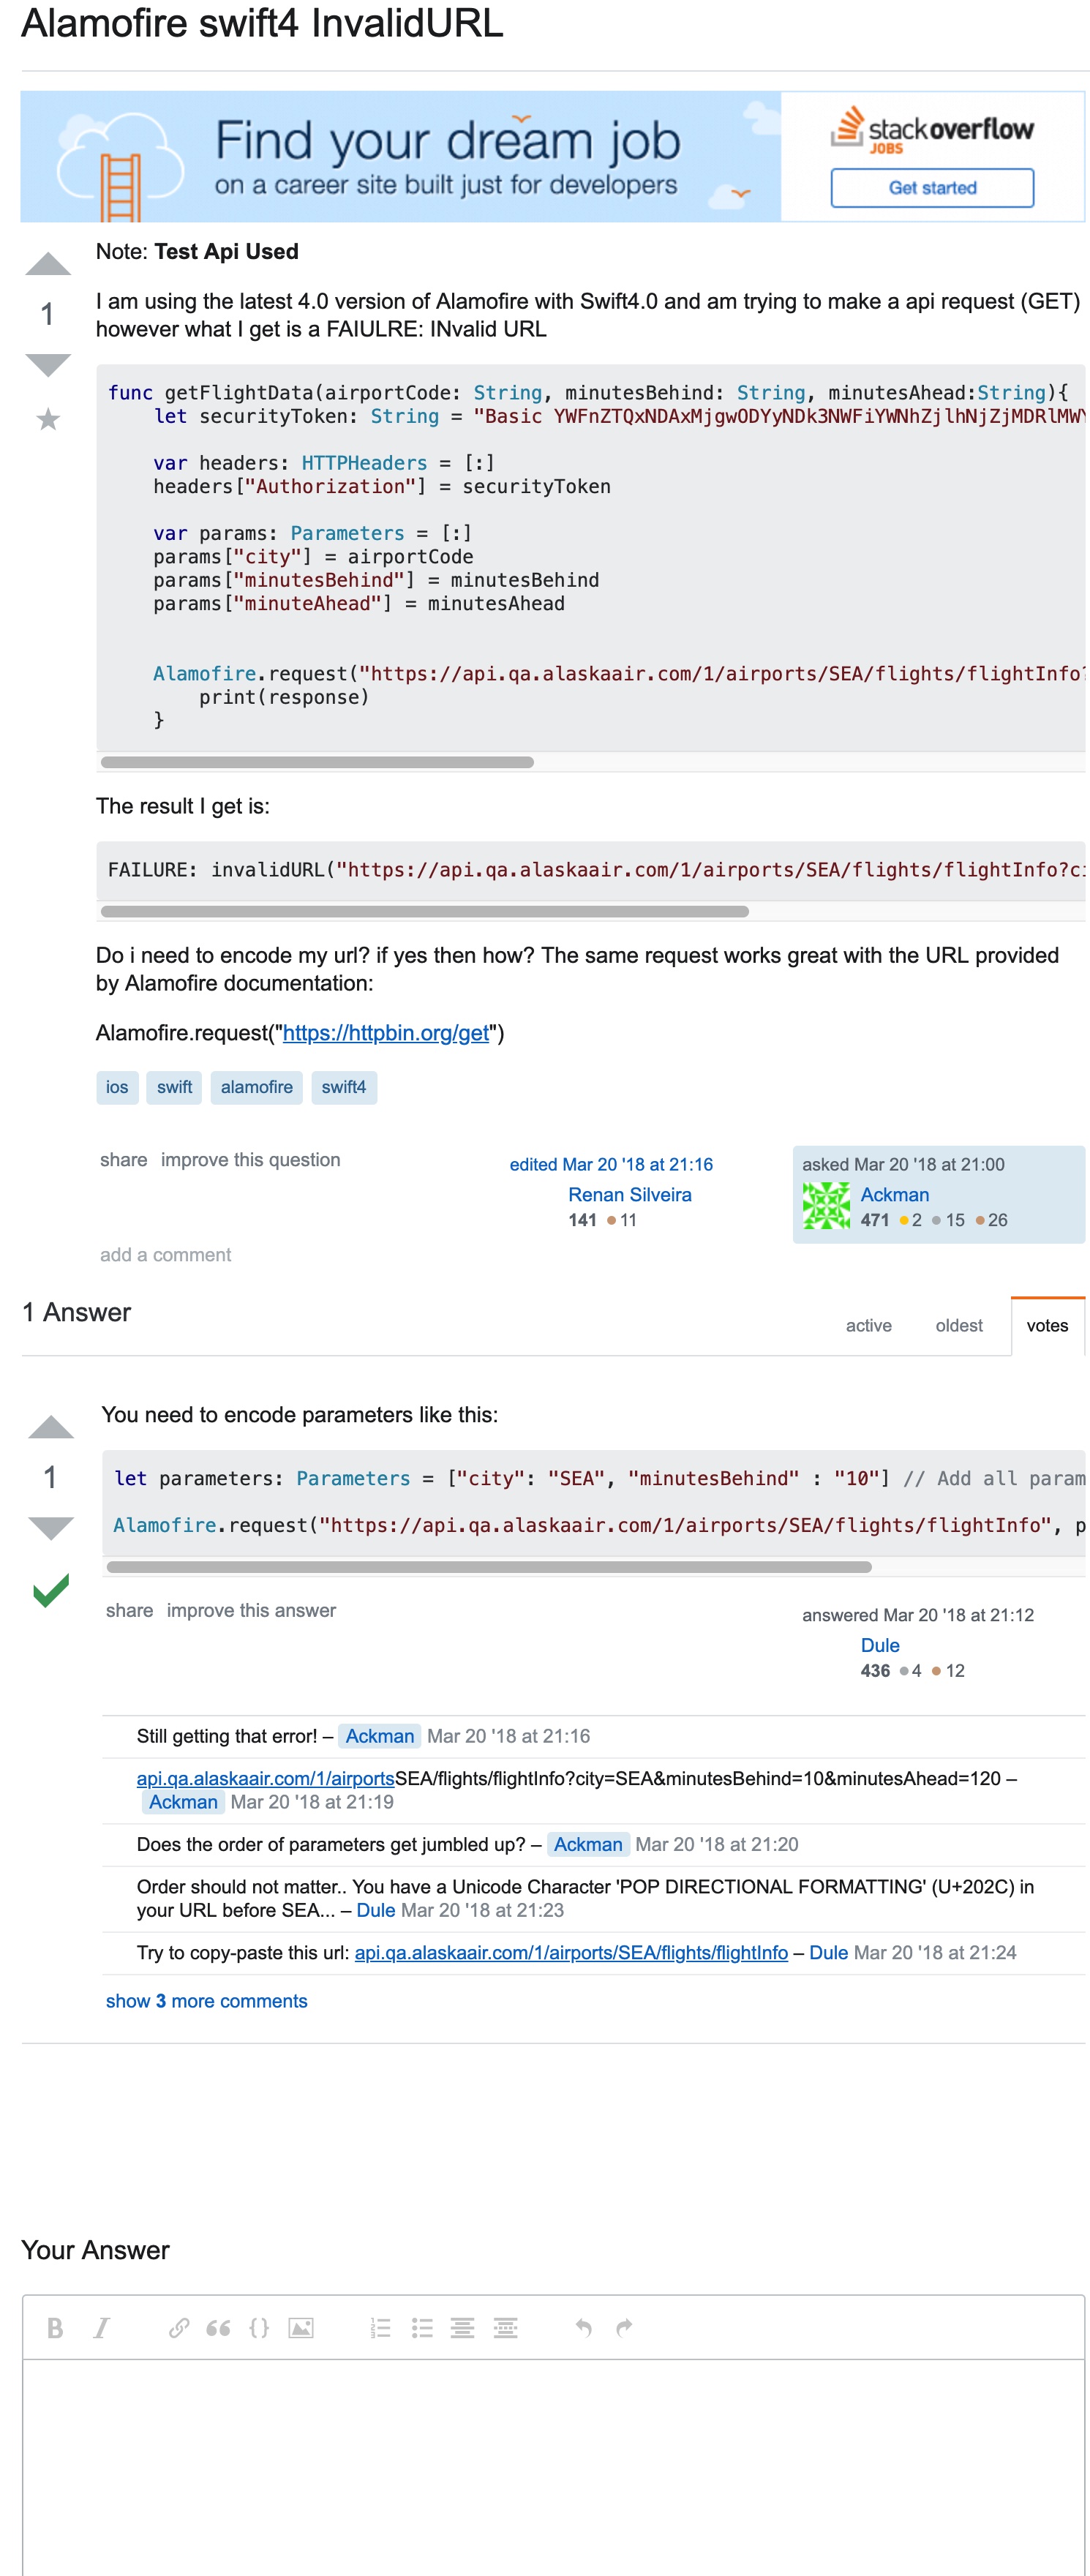 Alamofire swift4 InvalidURL
Find your dream job
on a career site built just for developers
stackoverflow
JOBS
Get started
Note: Test Api Used
1
I am using the latest 4.0 version of Alamofire with Swift4.0 and am trying to make a api request (GET)
however what I get is a FAIULRE: INvalid URL
func getFlightData(airportCode: String, minutesBehind: String, minutesAhead:String){
let securityToken: String = "Basic
var headers: HTTPHeaders = [:]
headers["Authorization"] = securityToken
var params: Parameters = [:]
params["city"] = airportCode
params["minutesBehind"] = minutesBehind
params["minuteAhead"] = minutesAhead
Alamofire.request("https://api.qa.alaskaair.com/1/airports/SEA/flights/flightInfo?
print(response)
}
The result I get is:
FAILURE: invalidURL("https://api.qa.alaskaair.com/1/airports/SEA/flights/flightInfo?ci
Do i need to encode my url? if yes then how? The same request works great with the URL provided
by Alamofire documentation:
Alamofire.request("https://httpbin.org/get")
ios swift alamofire swift4
share improve this question
edited Mar 20 '18 at 21:16
Renan Silveira
141 ●11
asked Mar 20 '18 at 21:00
Ackman
471 ●2 ●15 ●26
add a comment
1 Answer
active oldest votes
You need to encode parameters like this:
1
let parameters: Parameters = ["city": "SEA", "minutesBehind" : "10"] // Add all param
Alamofire.request("https://api.qa.alaskaair.com/1/airports/SEA/flights/flightInfo", p
share improve this answer
answered Mar 20 '18 at 21:12
Dule
436 ●4 ●12
Still getting that error! – Ackman Mar 20 '18 at 21:16
api.qa.alaskaair.com/1/airportsSEA/flights/flightInfo?city=SEA&minutesBehind=10&minutesAhead=120 –
Ackman Mar 20 '18 at 21:19
Does the order of parameters get jumbled up? – Ackman Mar 20 '18 at 21:20
Order should not matter.. You have a Unicode Character 'POP DIRECTIONAL FORMATTING' (U+202C) in
your URL before SEA... – Dule Mar 20 '18 at 21:23
Try to copy-paste this url: api.qa.alaskaair.com/1/airports/SEA/flights/flightInfo – Dule Mar 20 '18 at 21:24
show 3 more comments
Your Answer
B I